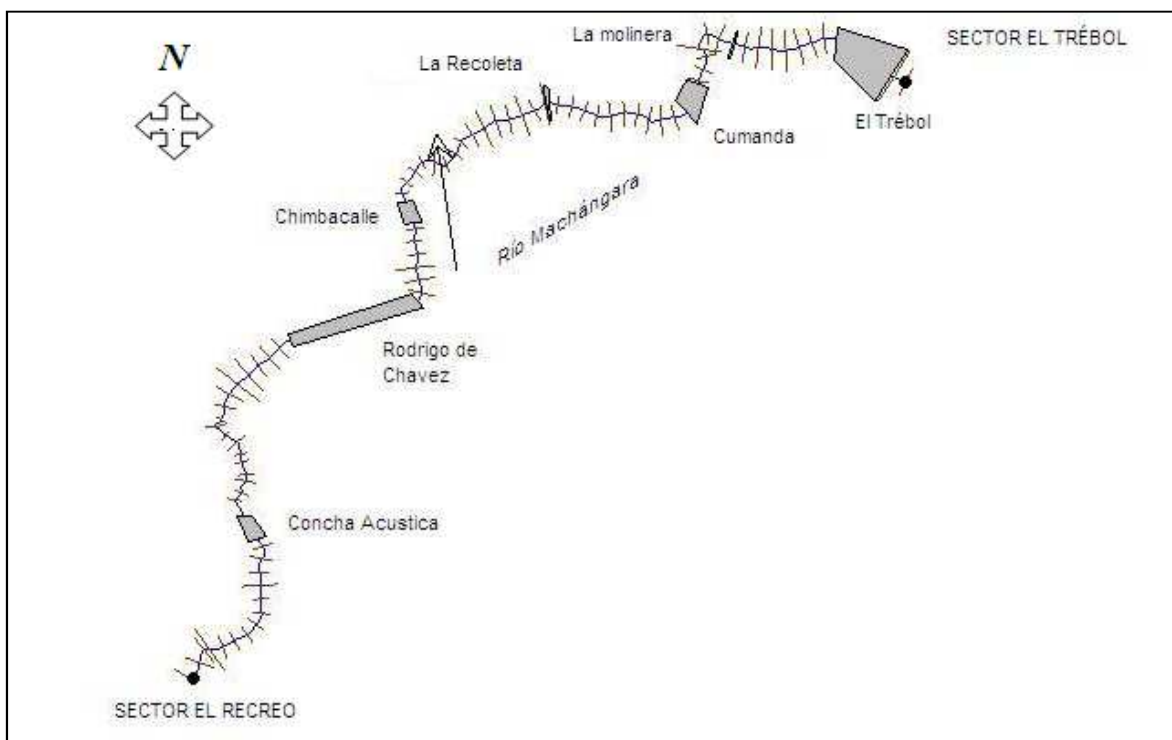 La molinera
SECTOR EL TRÉBOL
N
La Recoleta
El Trébol
Cumanda
Río Machángara
Chimbacalle
Rodrigo de
Chavez
Concha Acustica
SECTOR EL RECREO